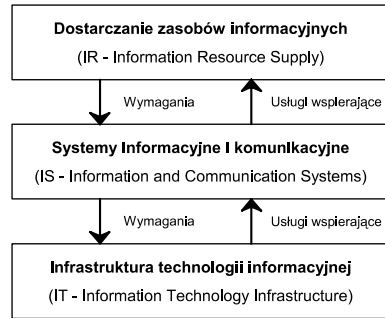 Dostarczanie zasobów informacyjnych
(IR - Information Resource Supply)
Wymagania
Usługi wspierające
Systemy informacyjne i komunikacyjne
(IS - Information and Communication Systems)
Wymagania
Usługi wspierające
Infrastruktura technologii informacyjnej
(IT - Information Technology Infrastructure)